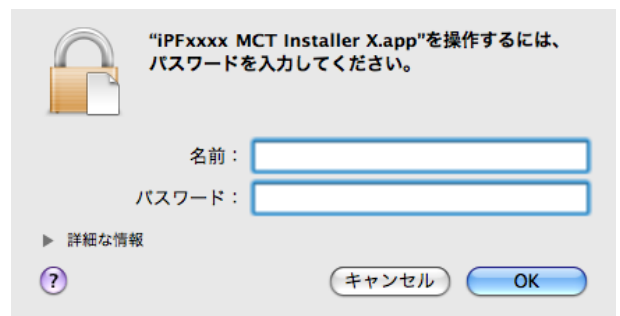 “iPFxxxx MCT Installer X.app”を操作するには、
パスワードを入力してください。
名前：
パスワード：
▶ 詳細な情報
?
キャンセル
OK